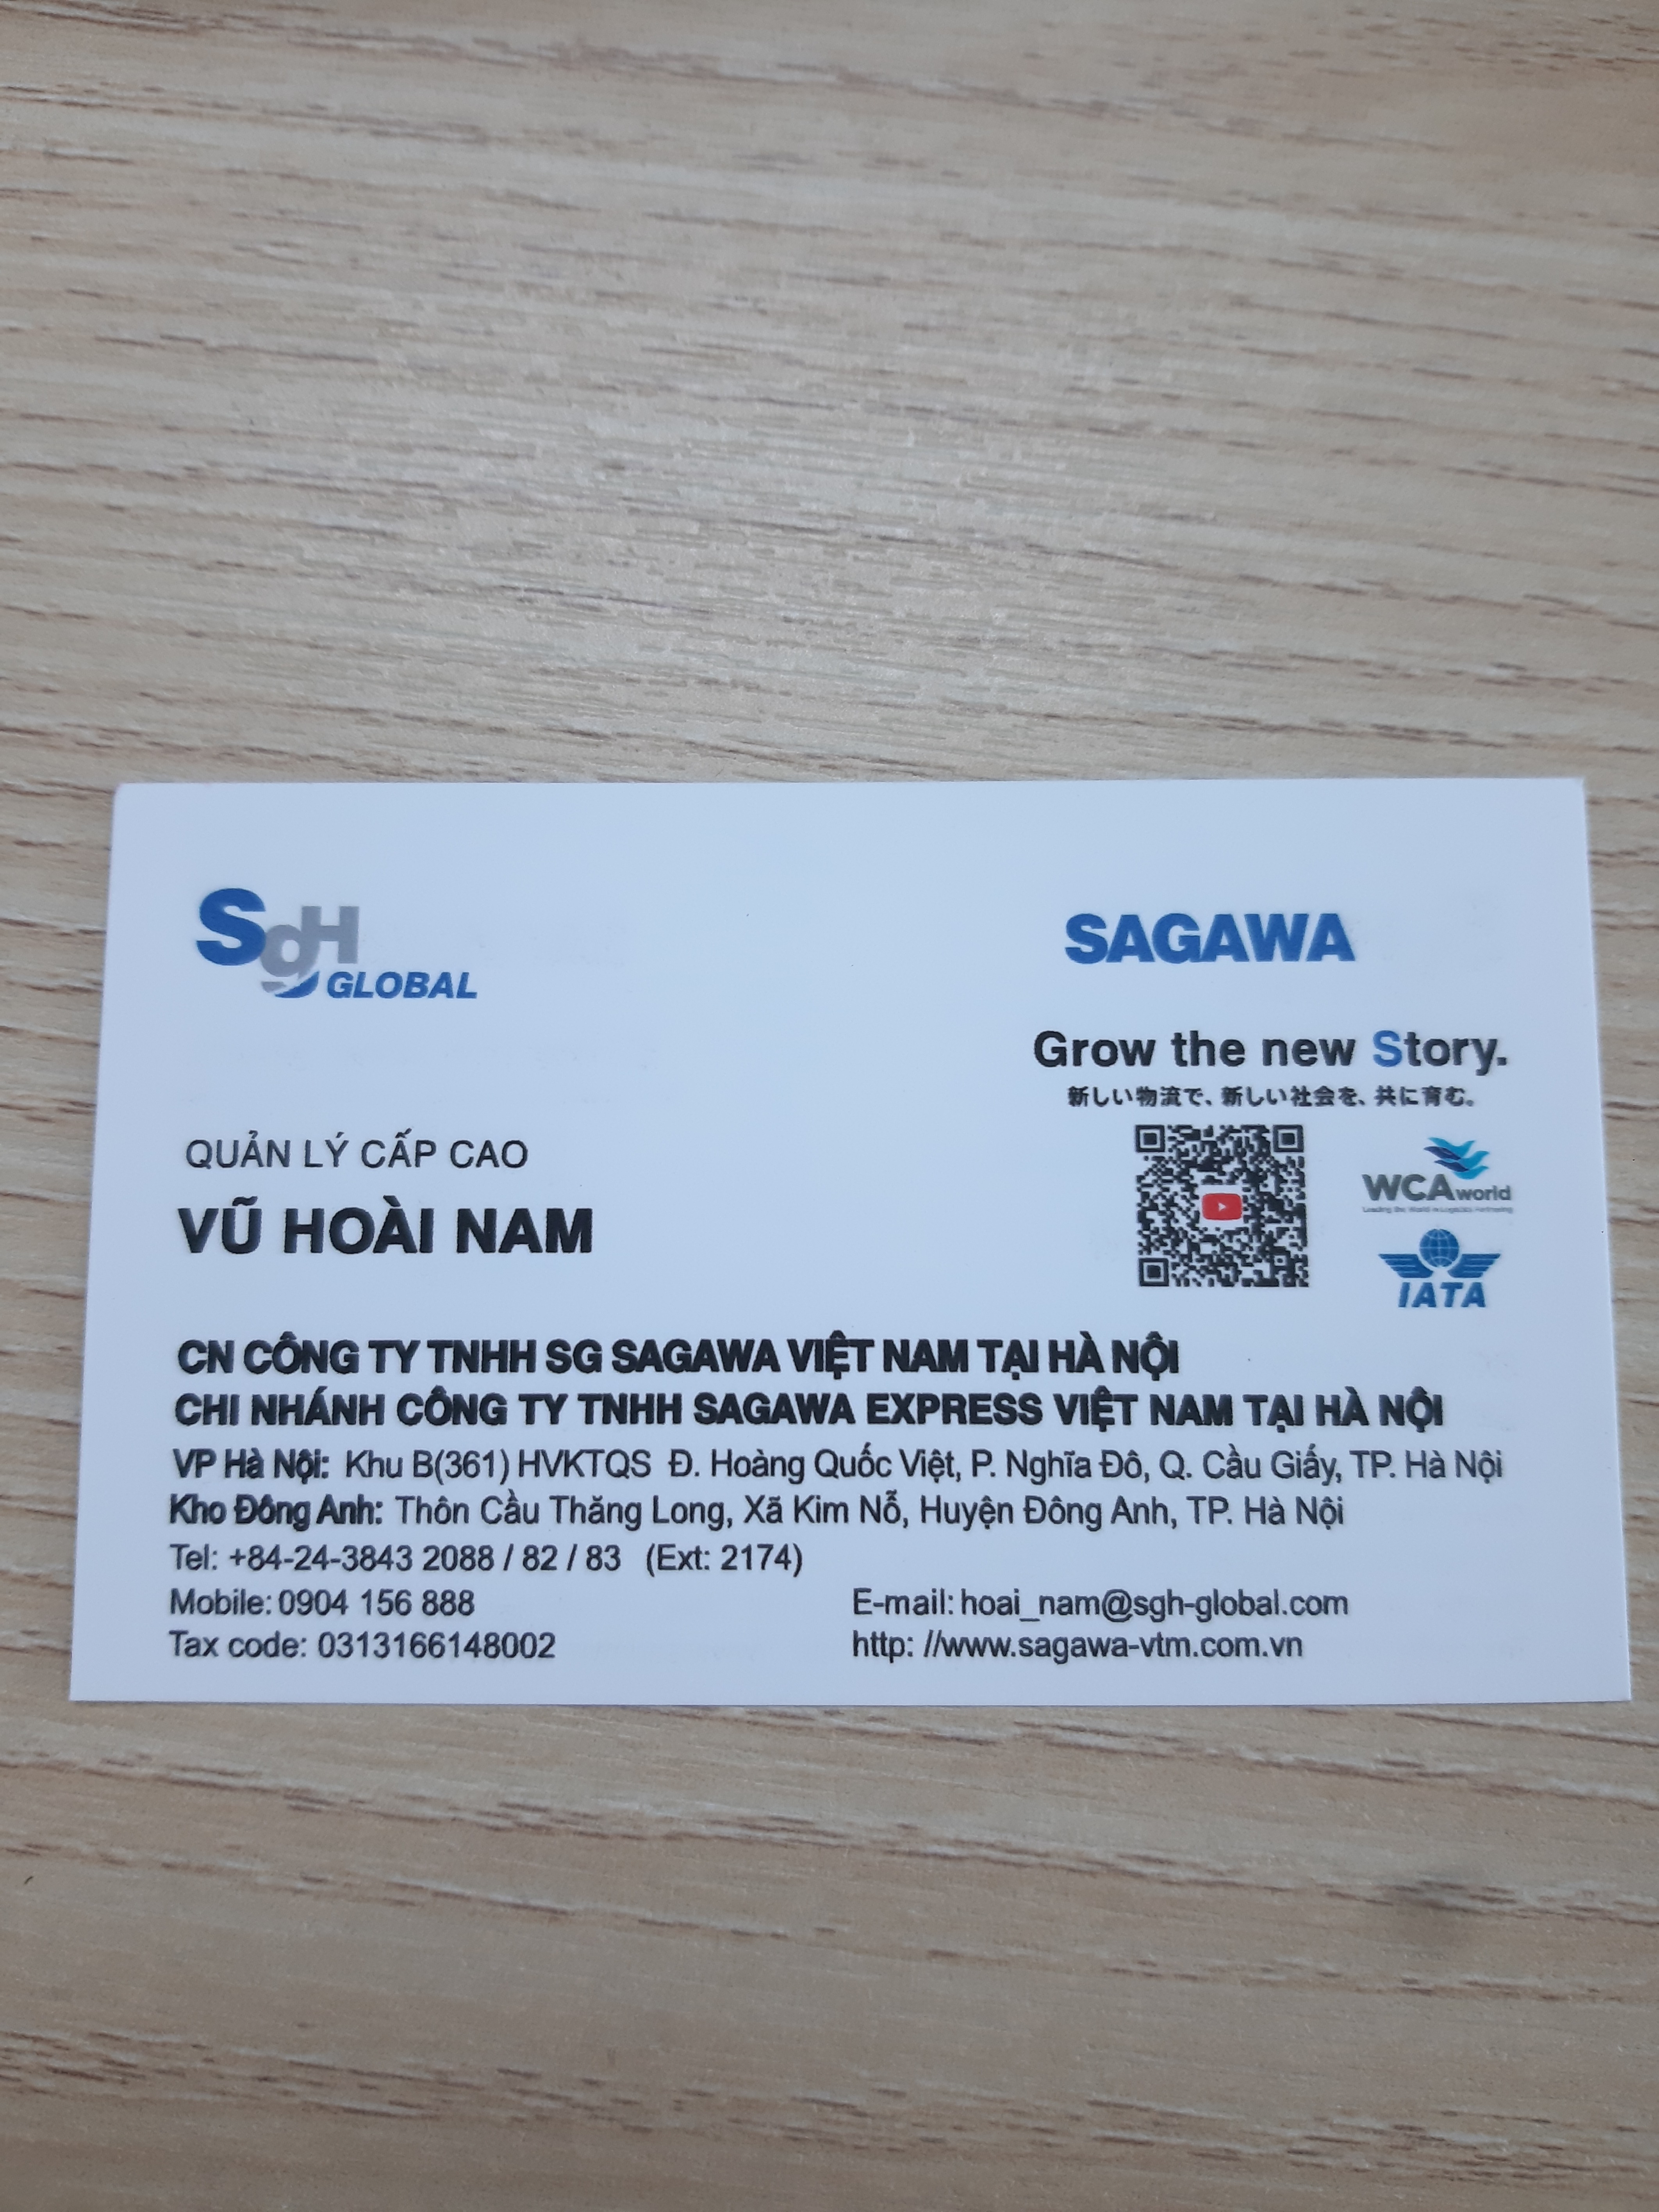 SgH GLOBAL
SAGAWA
Grow the new Story.
新しい物流で、新しい社会を、共に育む。
QUẢN LÝ CẤP CAO
VŨ HOÀI NAM
WCAworld
IATA
CN CÔNG TY TNHH SG SAGAWA VIỆT NAM TẠI HÀ NỘI
CHI NHÁNH CÔNG TY TNHH SAGAWA EXPRESS VIỆT NAM TẠI HÀ NỘI
VP Hà Nội: Khu B(361) HVKTQS Đ. Hoàng Quốc Việt, P. Nghĩa Đô, Q. Cầu Giấy, TP. Hà Nội
Kho Đông Anh: Thôn Cầu Thăng Long, Xã Kim Nỗ, Huyện Đông Anh, TP. Hà Nội
Tel: +84-24-3843 2088 / 82 / 83 (Ext: 2174)
Mobile: 0904 156 888
E-mail: hoai_nam@sgh-global.com
Tax code: 0313166148002
http: //www.sagawa-vtm.com.vn